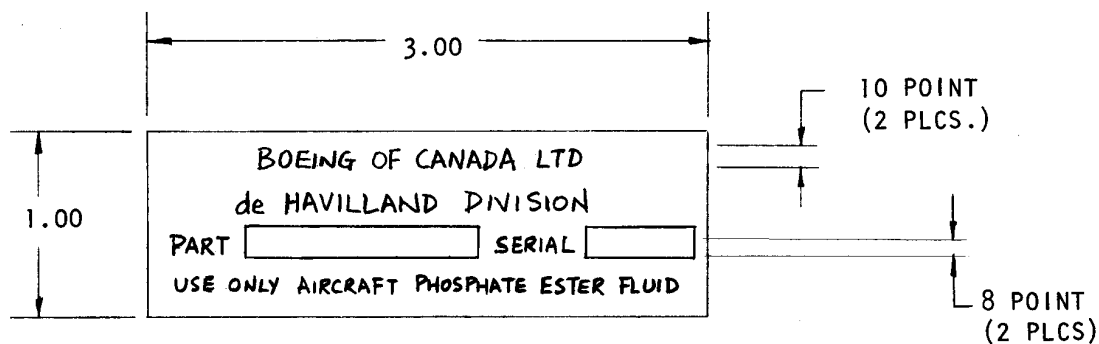 3.00
10 POINT
(2 PLCS.)
1.00
BOEING OF CANADA LTD
de HAVILLAND DIVISION
PART SERIAL
USE ONLY AIRCRAFT PHOSPHATE ESTER FLUID
8 POINT
(2 PLCS)